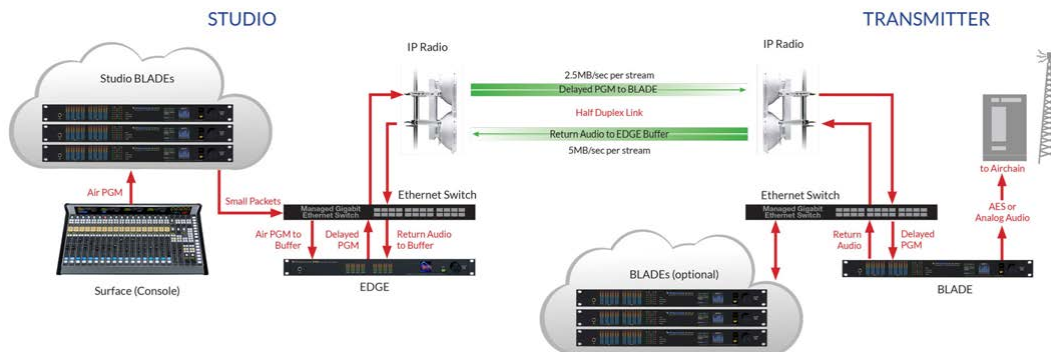 STUDIO
TRANSMITTER
IP Radio
IP Radio
Studio BLADEs
2.5MB/sec per stream
Delayed PGM to BLADE
Half Duplex Link
Return Audio to EDGE Buffer
5MB/sec per stream
to Airchain
Air PGM
Small Packets
Ethernet Switch
Managed Gigabit
Ethernet Switch
Ethernet Switch
Managed Gigabit
Ethernet Switch
AES or
Analog Audio
Air PGM to
Buffer
Delayed
PGM
Return Audio
to Buffer
Return
Audio
Delayed
PGM
Surface (Console)
EDGE
BLADEs (optional)
BLADE